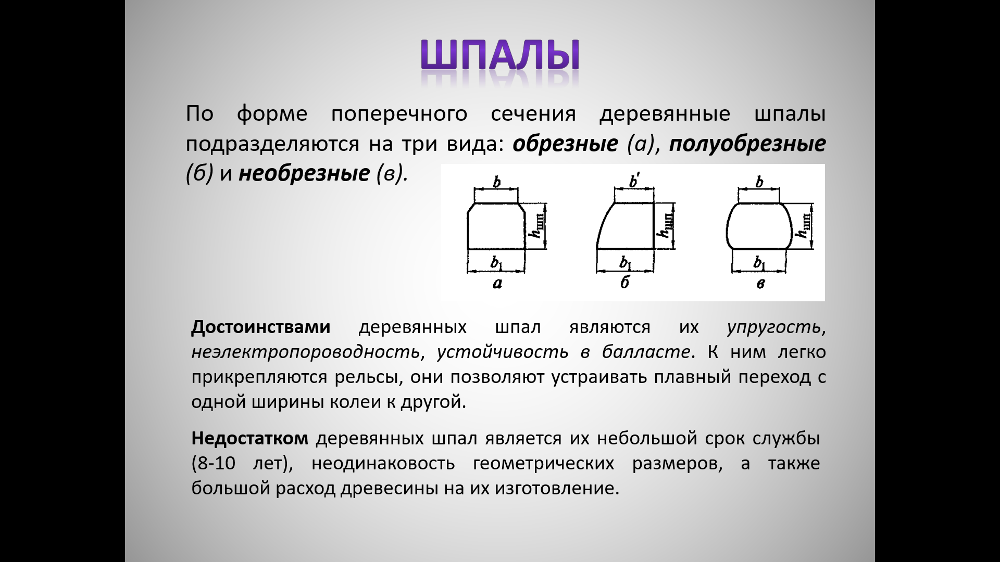 ШПАЛЫ
По форме поперечного сечения деревянные шпалы
подразделяются на три вида: обрезные (а), полуобрезные
(б) и необрезные (в).
b b' b
hшп hшп hшп
b₁ b₁ b₁
а б в
Достоинствами деревянных шпал являются их упругость,
неэлектропороводность, устойчивость в балласте. К ним легко
прикрепляются рельсы, они позволяют устраивать плавный переход с
одной ширины колеи к другой.
Недостатком деревянных шпал является их небольшой срок службы
(8-10 лет), неодинаковость геометрических размеров, а также
большой расход древесины на их изготовление.